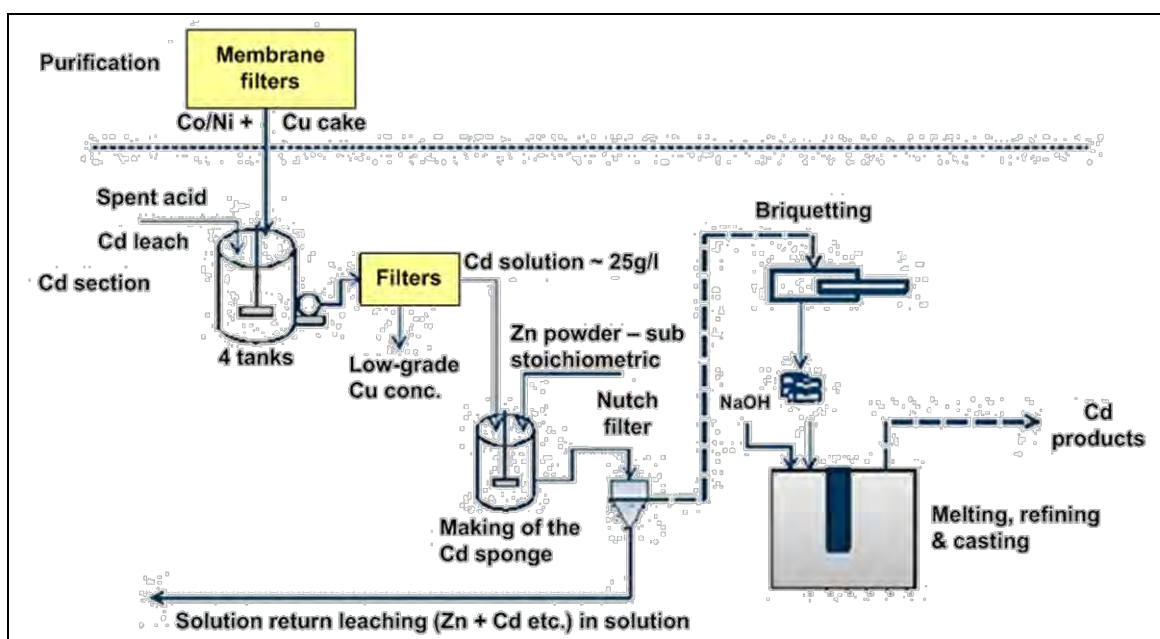 Purification
Membrane
filters
Co/Ni + Cu cake
Spent acid
Cd leach
Cd section
4 tanks
Filters
Cd solution ~ 25g/l
Low-grade
Cu conc.
Zn powder – sub
stoichiometric
Nutch
filter
Making of the
Cd sponge
Briquetting
NaOH
Cd
products
Melting, refining
& casting
Solution return leaching (Zn + Cd etc.) in solution